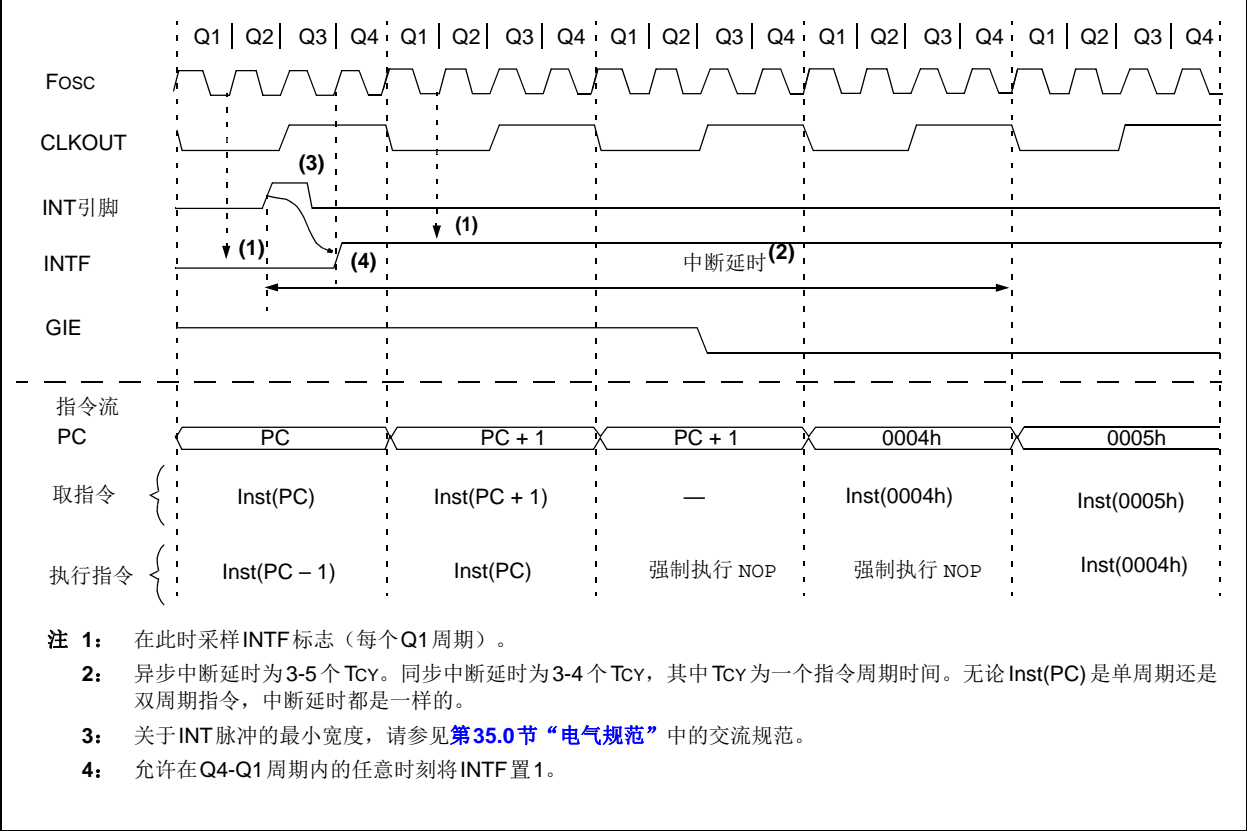 Q1 Q2 Q3 Q4 Q1 Q2 Q3 Q4 Q1 Q2 Q3 Q4 Q1 Q2 Q3 Q4 Q1 Q2 Q3 Q4
FOSC
CLKOUT
(3)
INT引脚
(1)
(1)
INTF
(4)
中断延时(2)
GIE
指令流
PC
PC PC + 1 PC + 1 0004h 0005h
取指令 Inst(PC) Inst(PC + 1) — Inst(0004h) Inst(0005h)
执行指令 Inst(PC – 1) Inst(PC) 强制执行 NOP 强制执行 NOP Inst(0004h)
注 1： 在此时采样INTF标志（每个Q1周期）。
2： 异步中断延时为3-5个TCY。同步中断延时为3-4个TCY，其中TCY为一个指令周期时间。无论Inst(PC)是单周期还是
双周期指令，中断延时都是一样的。
3： 关于INT脉冲的最小宽度，请参见第35.0节“电气规范”中的交流规范。
4： 允许在Q4-Q1周期内的任意时刻将INTF置1。